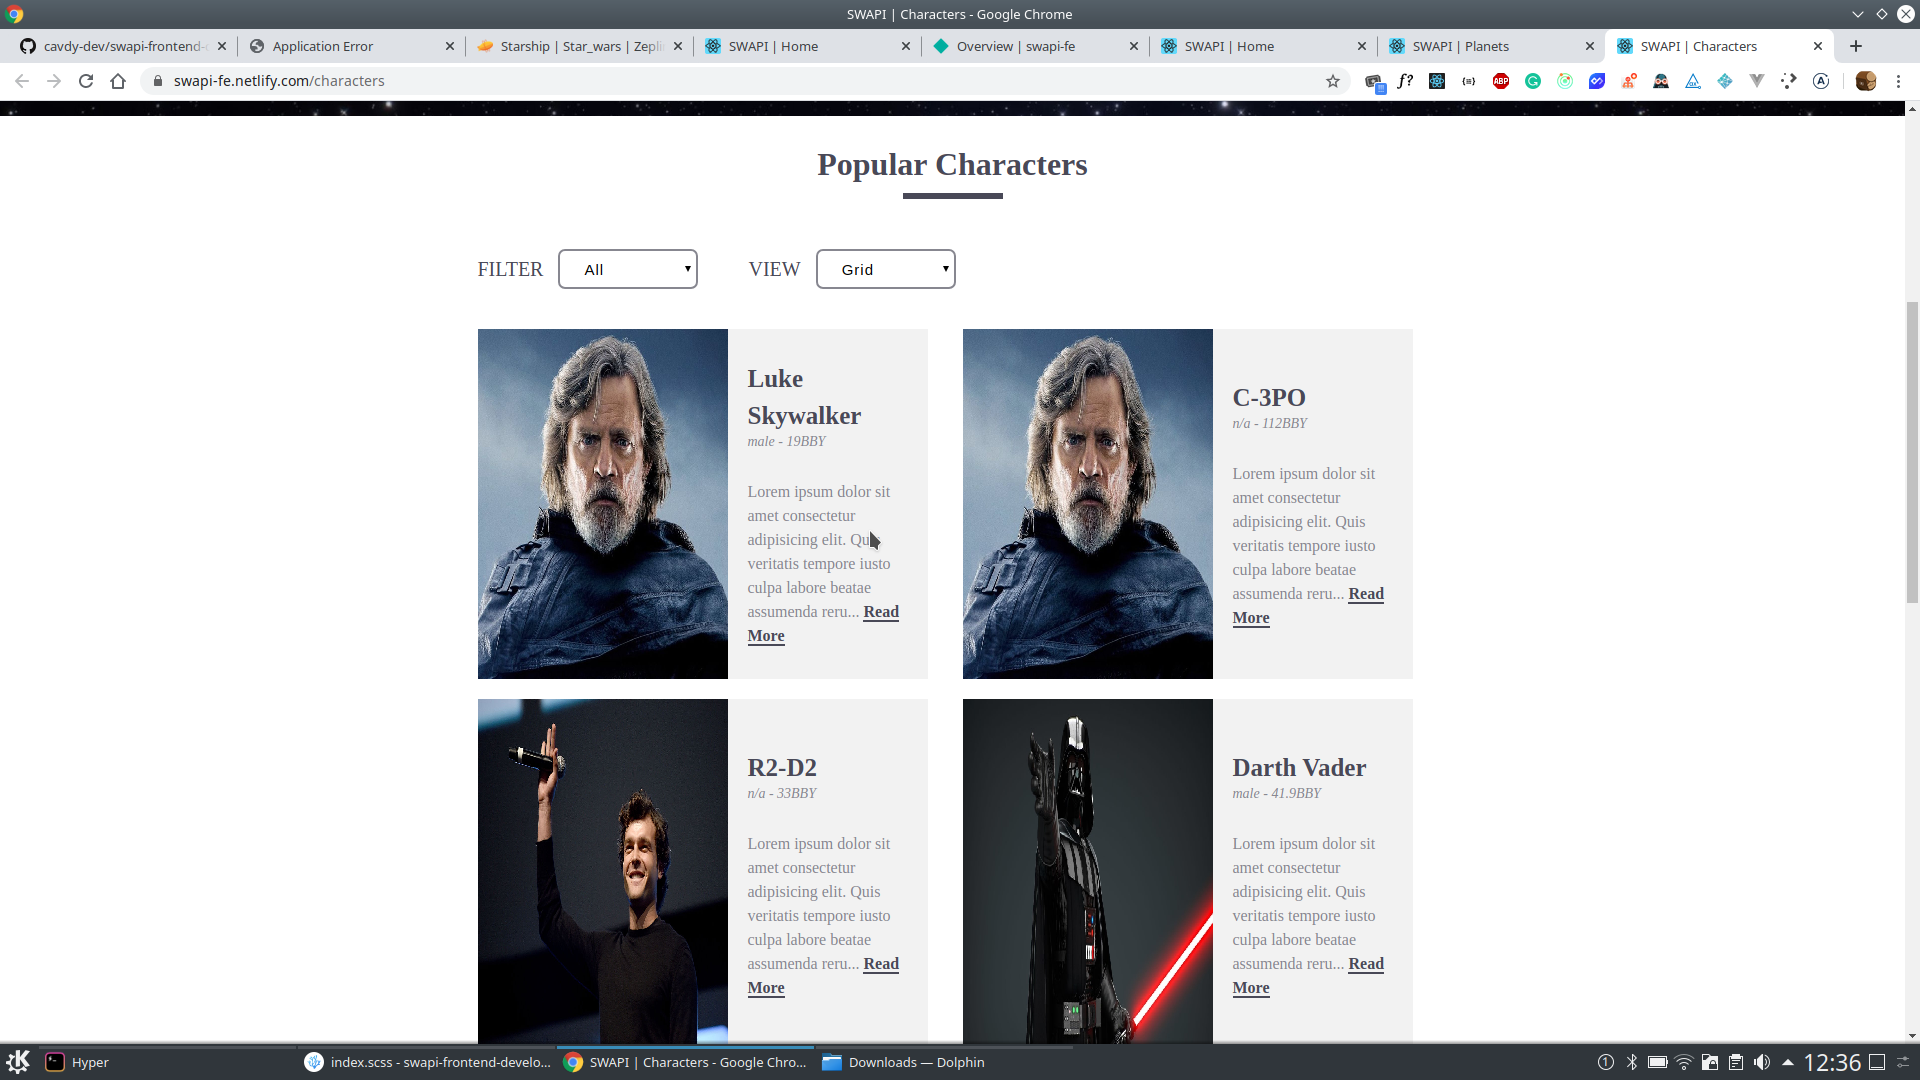 SWAPI | Characters - Google Chrome
cavdy-dev/swapi-frontend-
Application Error
Starship | Star_wars | Zepli
SWAPI | Home
Overview | swapi-fe
SWAPI | Home
SWAPI | Planets
SWAPI | Characters
swapi-fe.netlify.com/characters
f?
ABP
Popular Characters
FILTER
All
VIEW
Grid
Luke
Skywalker
male - 19BBY
Lorem ipsum dolor sit
amet consectetur
adipisicing elit. Quis
veritatis tempore iusto
culpa labore beatae
assumenda reru... Read
More
C-3PO
n/a - 112BBY
Lorem ipsum dolor sit
amet consectetur
adipisicing elit. Quis
veritatis tempore iusto
culpa labore beatae
assumenda reru... Read
More
R2-D2
n/a - 33BBY
Lorem ipsum dolor sit
amet consectetur
adipisicing elit. Quis
veritatis tempore iusto
culpa labore beatae
assumenda reru... Read
More
Darth Vader
male - 41.9BBY
Lorem ipsum dolor sit
amet consectetur
adipisicing elit. Quis
veritatis tempore iusto
culpa labore beatae
assumenda reru... Read
More
Hyper
index.scss - swapi-frontend-develo...
SWAPI | Characters - Google Chro...
Downloads — Dolphin
12:36